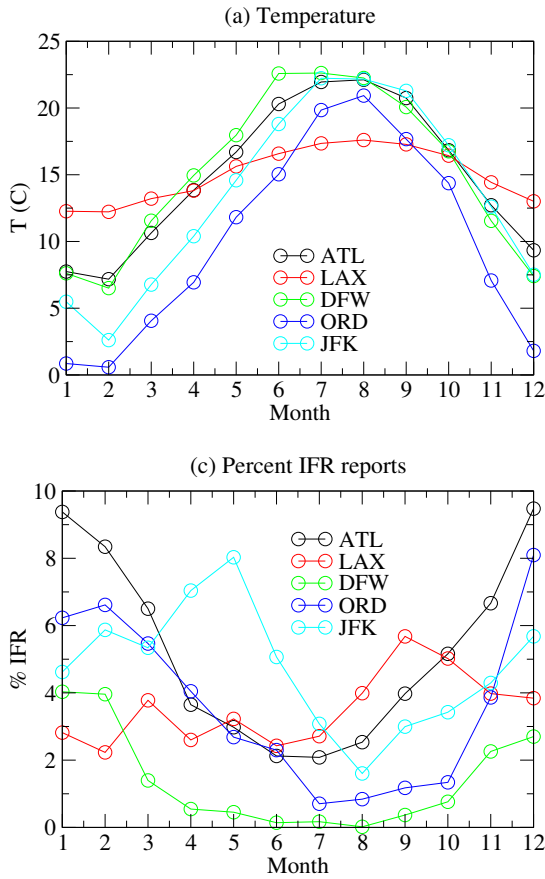 (a) Temperature
25
20
15
10
5
0
T (C)
ATL
LAX
DFW
ORD
JFK
1 2 3 4 5 6 7 8 9 10 11 12
Month
(c) Percent IFR reports
10
8
6
4
2
0
% IFR
ATL
LAX
DFW
ORD
JFK
1 2 3 4 5 6 7 8 9 10 11 12
Month